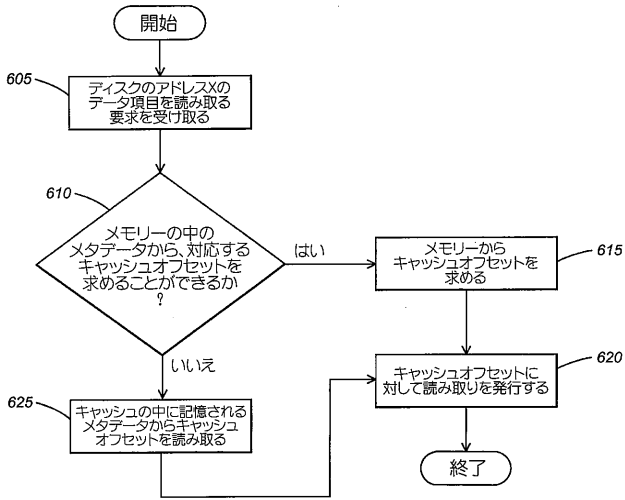 開始
605
ディスクのアドレスXの
データ項目を読み取る
要求を受け取る
610
メモリーの中の
メタデータから、対応する
キャッシュオフセットを
求めることができるか
?
はい
メモリーから
キャッシュオフセットを
求める
615
いいえ
キャッシュオフセットに
対して読み取りを発行する
620
625
キャッシュの中に記憶される
メタデータからキャッシュ
オフセットを読み取る
終了